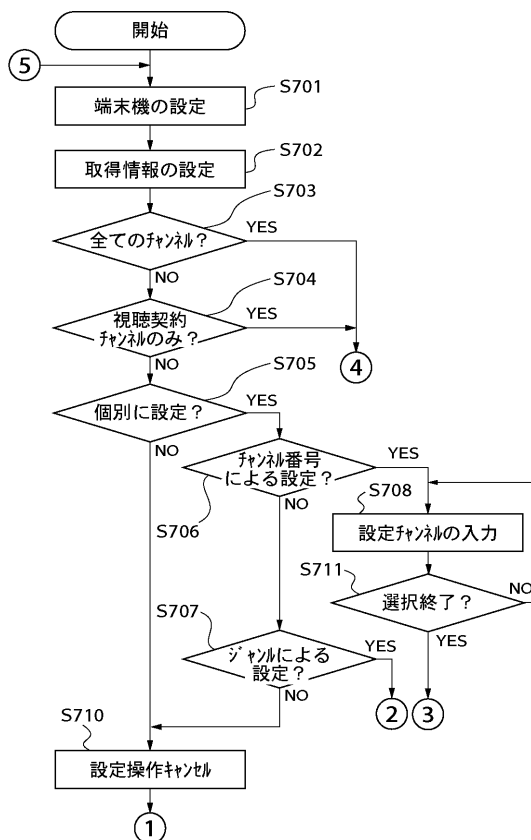 開始
⑤
S701
端末機の設定
S702
取得情報の設定
S703
全てのﾁｬﾝﾈﾙ?
YES
NO
S704
視聴契約
ﾁｬﾝﾈﾙのみ?
YES
NO
④
S705
個別に設定?
YES
NO
ﾁｬﾝﾈﾙ番号
による設定?
YES
NO
S706
S708
設定ﾁｬﾝﾈﾙの入力
S711
選択終了?
NO
YES
S707
ｼﾞｬﾝﾙによる
設定?
YES
NO
②
③
S710
設定操作ｷｬﾝｾﾙ
①